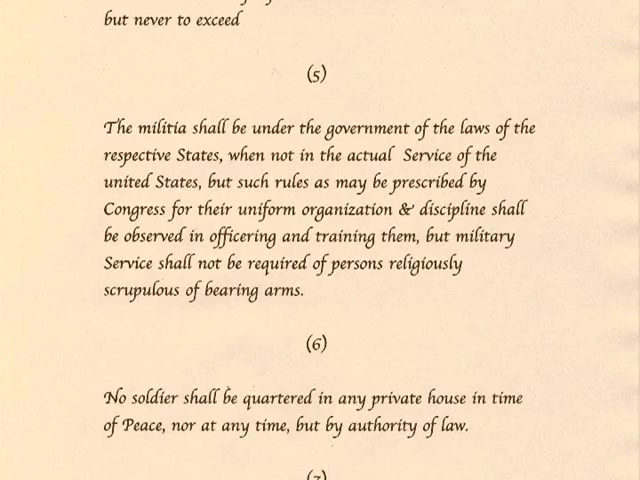 but never to exceed
(5)
The militia shall be under the government of the laws of the
respective States, when not in the actual Service of the
united States, but such rules as may be prescribed by
Congress for their uniform organization & discipline shall
be observed in officering and training them, but military
Service shall not be required of persons religiously
scrupulous of bearing arms.
(6)
No soldier shall be quartered in any private house in time
of Peace, nor at any time, but by authority of law.
(7)